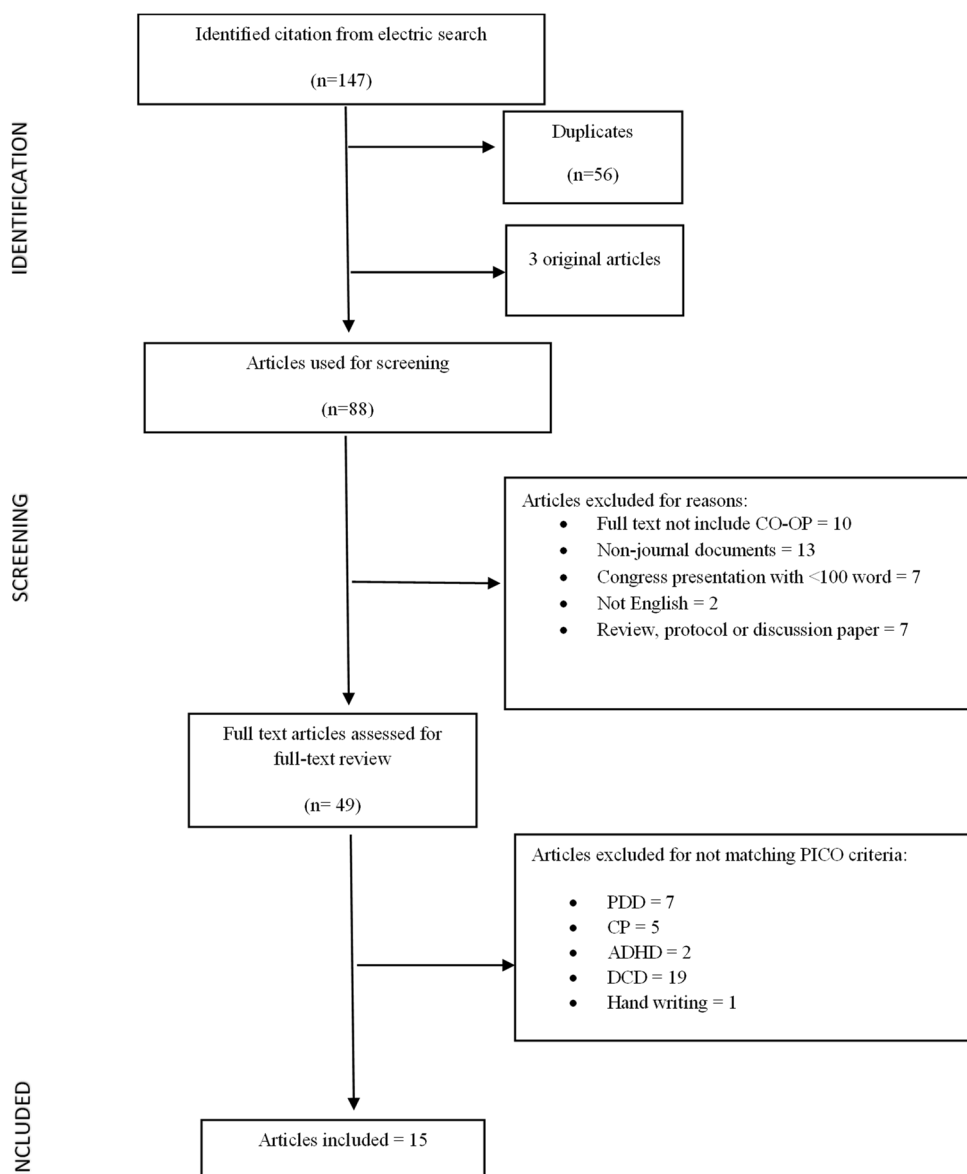 IDENTIFICATION
Identified citation from electric search
(n=147)
Duplicates
(n=56)
3 original articles
Articles used for screening
(n=88)
SCREENING
Articles excluded for reasons:
• Full text not include CO-OP = 10
• Non-journal documents = 13
• Congress presentation with <100 word = 7
• Not English = 2
• Review, protocol or discussion paper = 7
Full text articles assessed for
full-text review
(n= 49)
Articles excluded for not matching PICO criteria:
• PDD = 7
• CP = 5
• ADHD = 2
• DCD = 19
• Hand writing = 1
NCLUDED
Articles included = 15